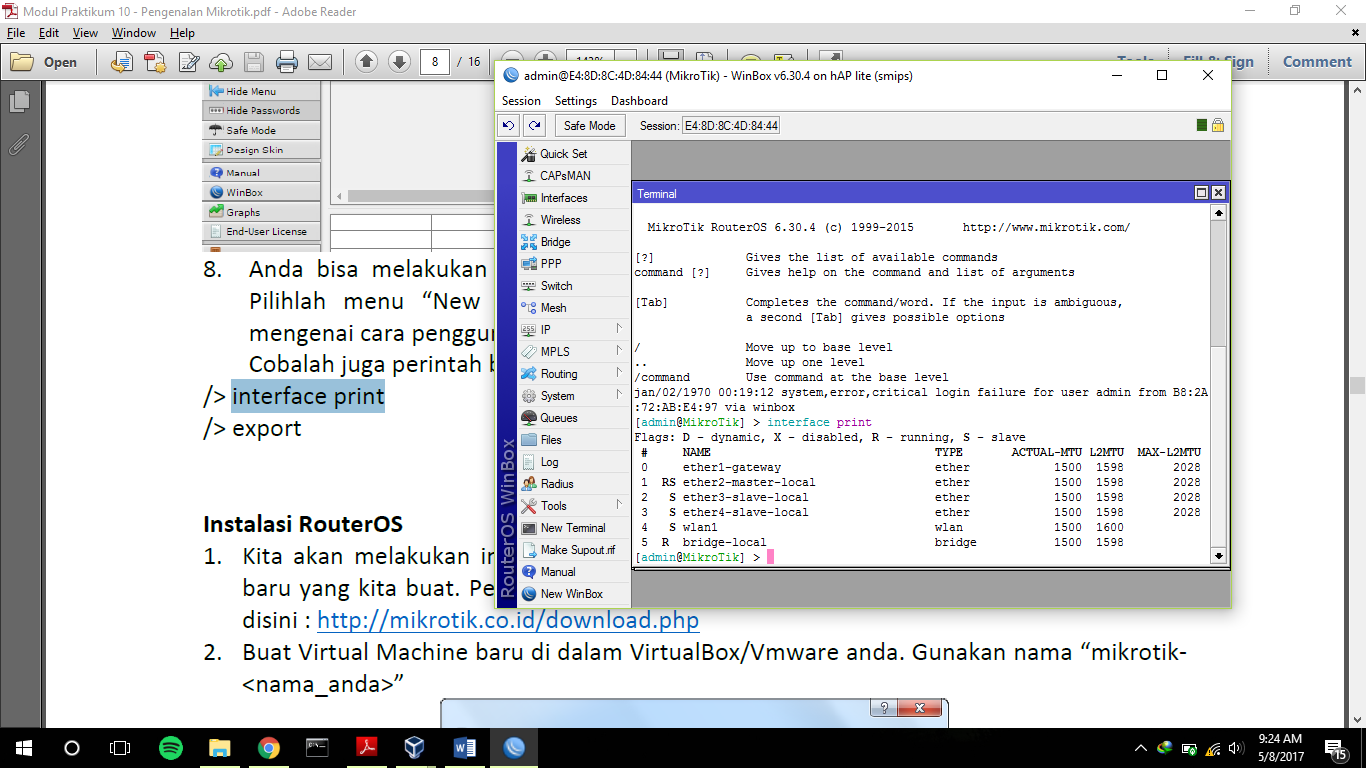 Modul Praktikum 10 - Pengenalan Mikrotik.pdf - Adobe Reader
File Edit View Window Help
Open 8 / 16
Tools Fill & Sign Comment
Hide Menu
Hide Passwords
Safe Mode
Design Skin
Manual
WinBox
Graphs
End-User License
8. Anda bisa melakukan
Pilihlah menu “New
mengenai cara
Cobalah juga perintah
/> interface print
/> export
Instalasi RouterOS
1. Kita akan melakukan
baru yang kita buat.
disini : http://mikrotik.co.id/download.php
2. Buat Virtual Machine baru di dalam VirtualBox/Vmware anda. Gunakan nama “mikrotik-
<nama_anda>”
admin@E4:8D:8C:4D:84:44 (MikroTik) - WinBox v6.30.4 on hAP lite (smips)
Session Settings Dashboard
Safe Mode Session: E4:8D:8C:4D:84:44
Quick Set
CAPsMAN
Interfaces
Wireless
Bridge
PPP
Switch
Mesh
IP
MPLS
Routing
System
Queues
Files
Log
Radius
Tools
New Terminal
Make Supout.rif
Manual
New WinBox
RouterOS WinBox
Terminal
MikroTik RouterOS 6.30.4 (c) 1999-2015 http://www.mikrotik.com/
[?] Gives the list of available commands
command [?] Gives help on the command and list of arguments
[Tab] Completes the command/word. If the input is ambiguous,
a second [Tab] gives possible options
/ Move up to base level
.. Move up one level
/command Use command at the base level
jan/02/1970 00:19:12 system,error,critical login failure for user admin from B8:2A
:72:AB:E4:97 via winbox
[admin@MikroTik] > interface print
Flags: D - dynamic, X - disabled, R - running, S - slave
# NAME TYPE ACTUAL-MTU L2MTU MAX-L2MTU
0 ether1-gateway ether 1500 1598 2028
1 RS ether2-master-local ether 1500 1598 2028
2 S ether3-slave-local ether 1500 1598 2028
3 S ether4-slave-local ether 1500 1598 2028
4 S wlan1 wlan 1500 1600
5 R bridge-local bridge 1500 1598
[admin@MikroTik] >
9:24 AM
5/8/2017
15